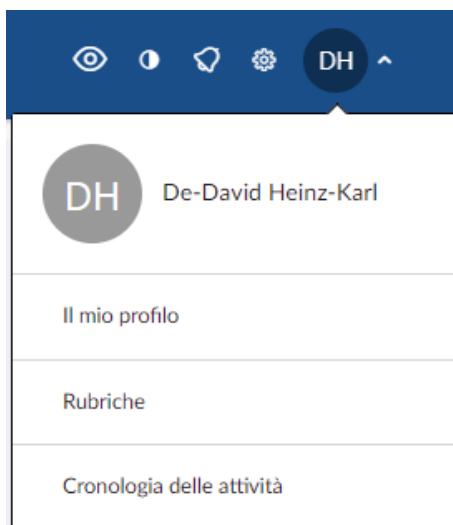 DH
DH
De-David Heinz-Karl
Il mio profilo
Rubriche
Cronologia delle attività